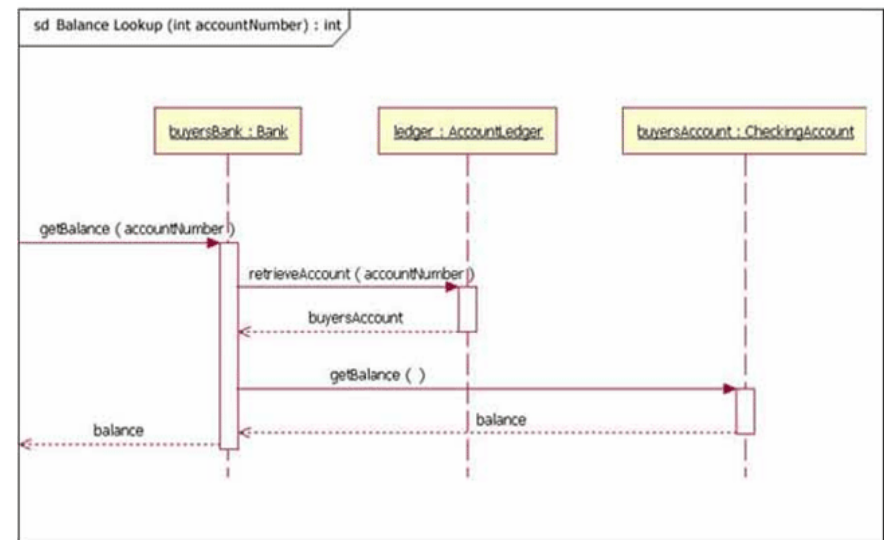 sd Balance Lookup (int accountNumber) : int
buyersBank : Bank
ledger : AccountLedger
buyersAccount : CheckingAccount
getBalance ( accountNumber )
retrieveAccount ( accountNumber )
buyersAccount
getBalance ( )
balance
balance